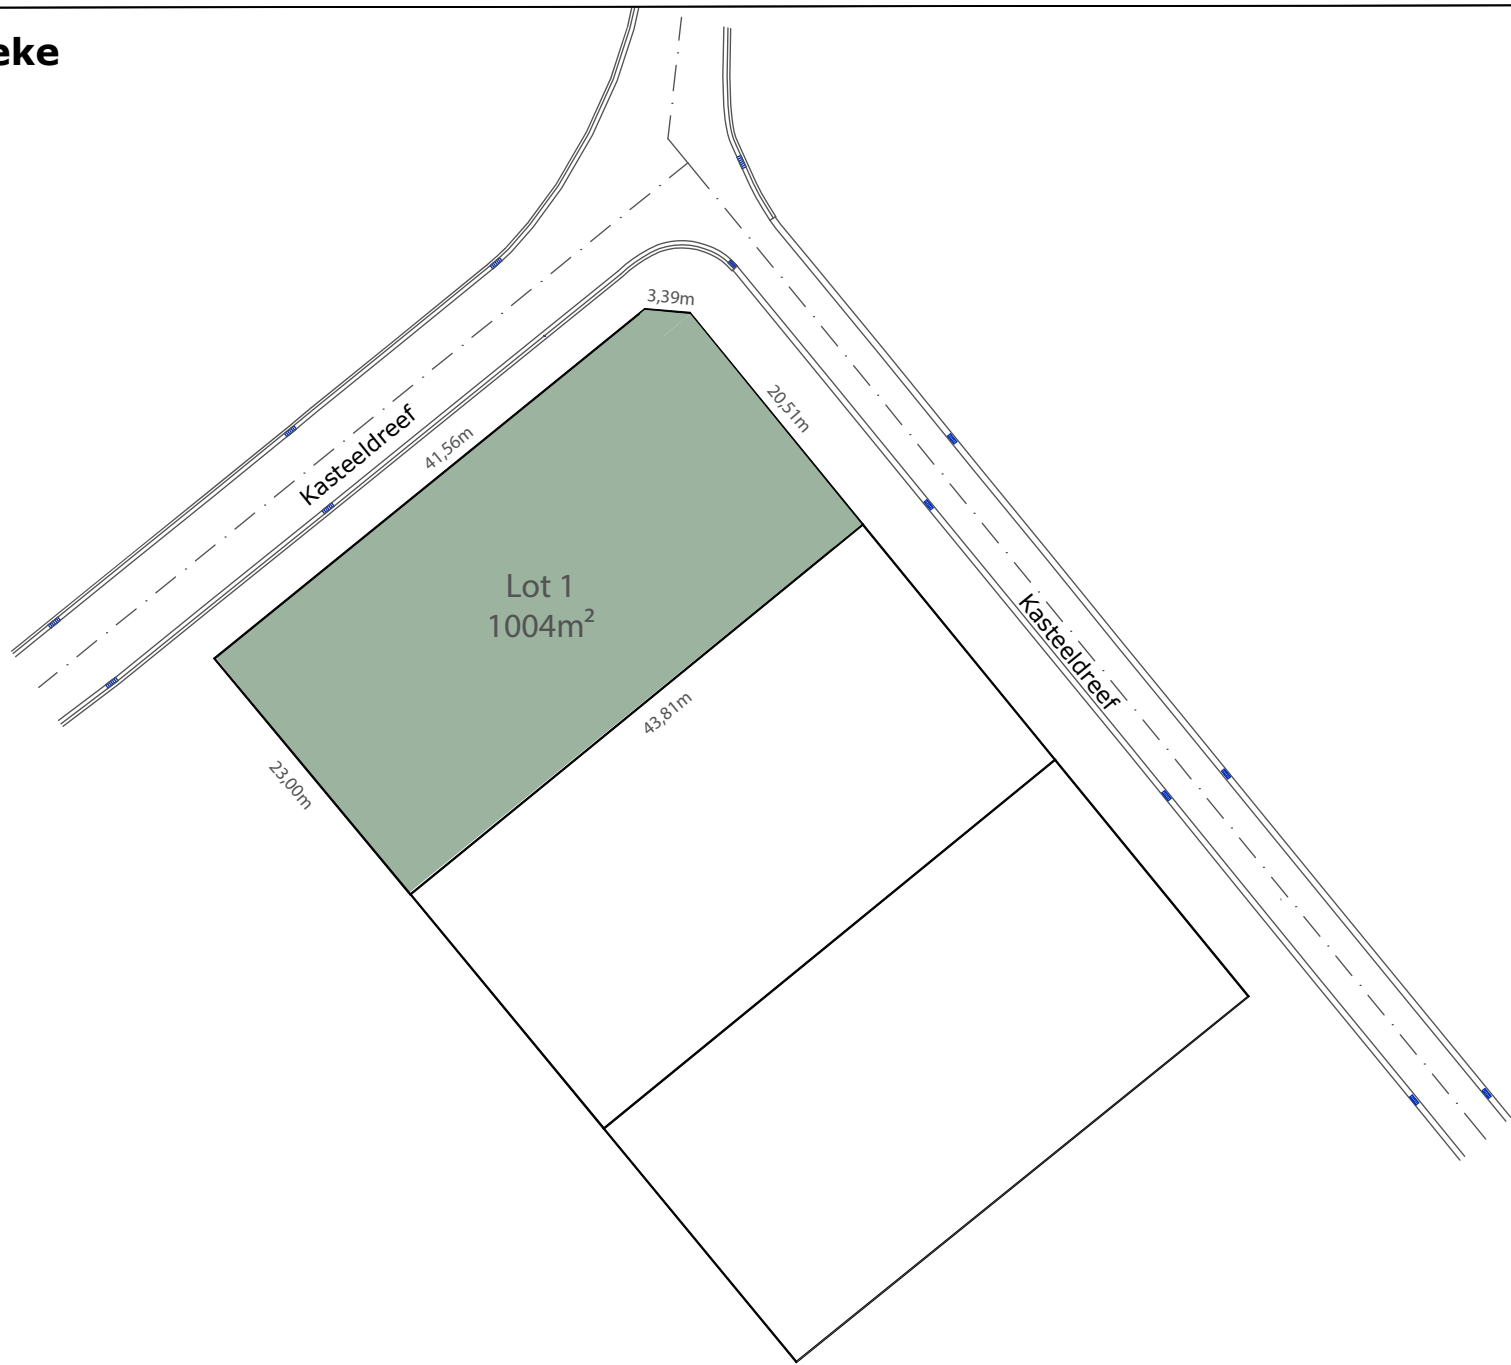 eke
3,39m
20,51m
Kasteeldreef
41,56m
Lot 1
1004m²
Kasteeldreef
43,81m
23,00m